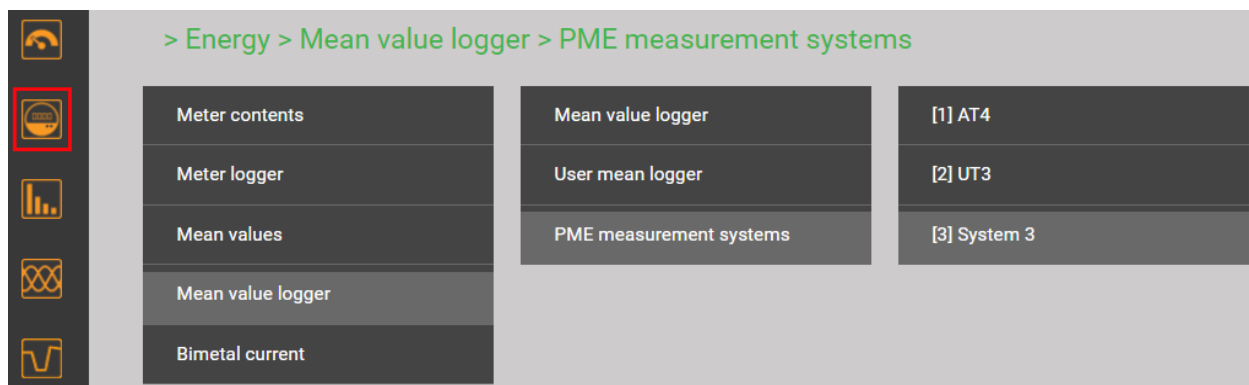 > Energy > Mean value logger > PME measurement systems
Meter contents
Meter logger
Mean values
Mean value logger
Bimetal current
Mean value logger
User mean logger
PME measurement systems
[1] AT4
[2] UT3
[3] System 3